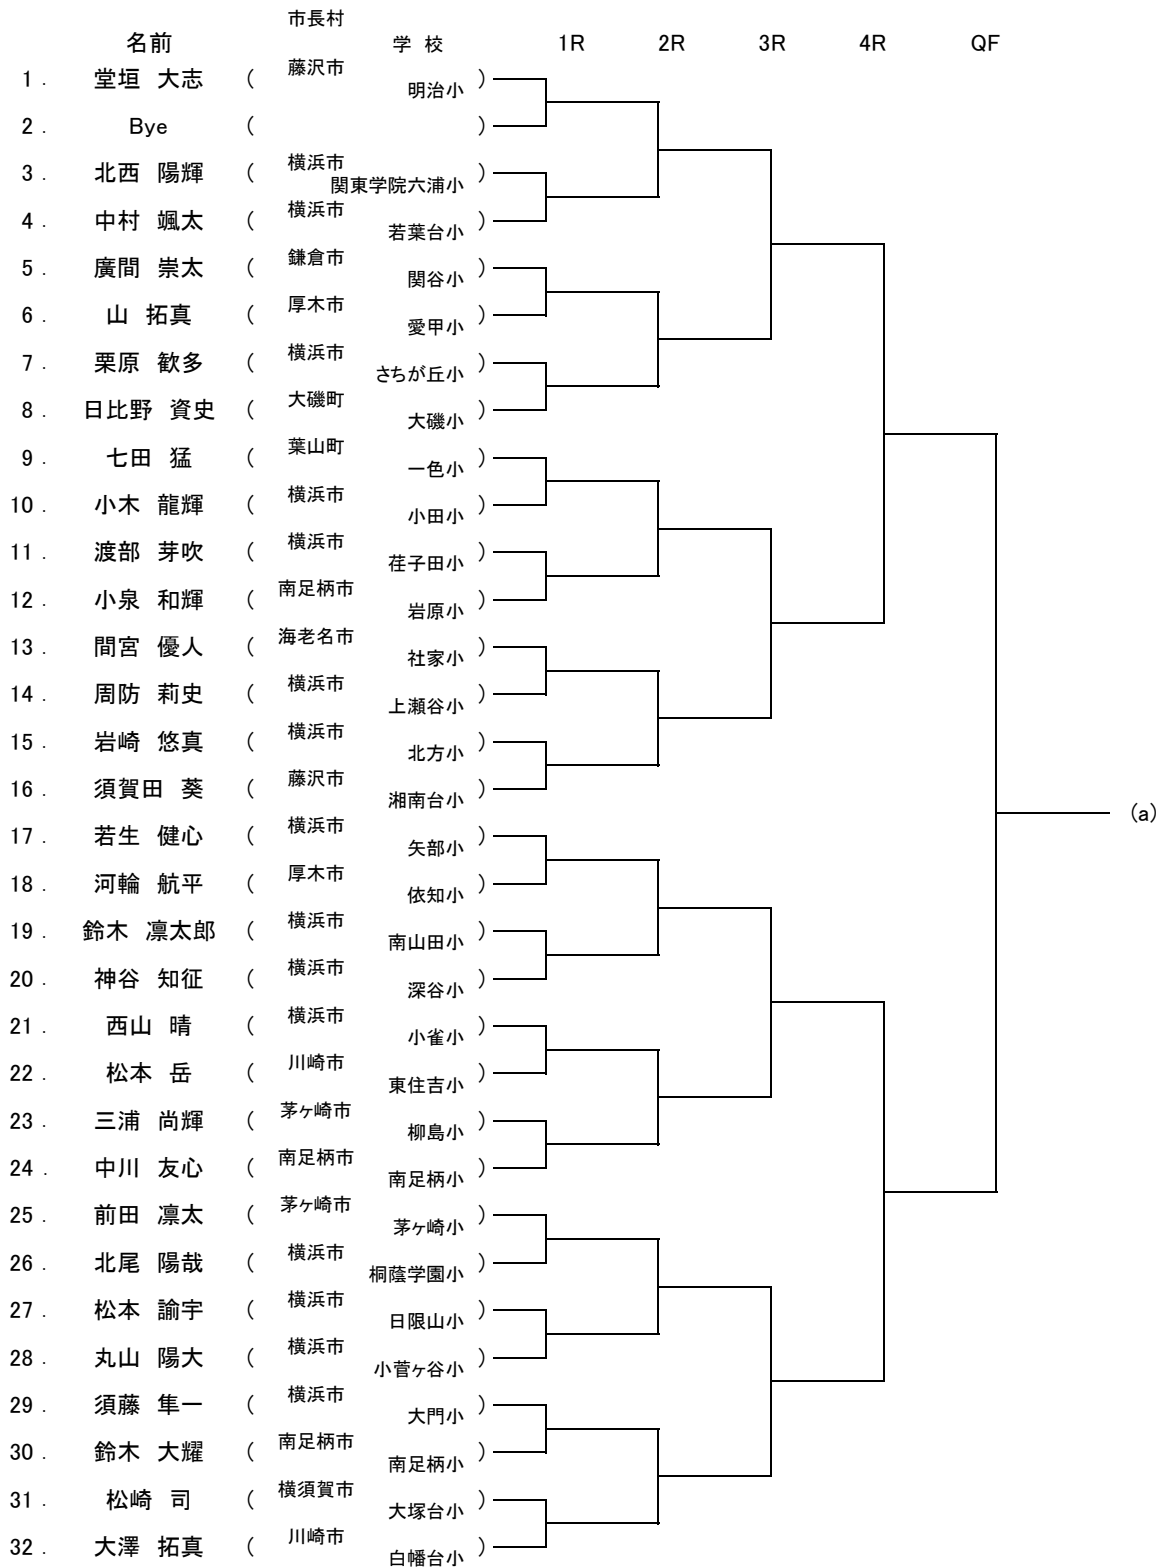 市長村
名前 学 校 1R 2R 3R 4R QF
1 . 堂垣 大志 ( 藤沢市 明治小 )
2 . Bye ( )
3 . 北西 陽輝 ( 横浜市 関東学院六浦小 )
4 . 中村 颯太 ( 横浜市 若葉台小 )
5 . 廣間 崇太 ( 鎌倉市 関谷小 )
6 . 山 拓真 ( 厚木市 愛甲小 )
7 . 栗原 歓多 ( 横浜市 さちが丘小 )
8 . 日比野 資史 ( 大磯町 大磯小 )
9 . 七田 猛 ( 葉山町 一色小 )
10 . 小木 龍輝 ( 横浜市 小田小 )
11 . 渡部 芽吹 ( 横浜市 荏子田小 )
12 . 小泉 和輝 ( 南足柄市 岩原小 )
13 . 間宮 優人 ( 海老名市 社家小 )
14 . 周防 莉史 ( 横浜市 上瀬谷小 )
15 . 岩崎 悠真 ( 横浜市 北方小 )
16 . 須賀田 葵 ( 藤沢市 湘南台小 )
(a)
17 . 若生 健心 ( 横浜市 矢部小 )
18 . 河輪 航平 ( 厚木市 依知小 )
19 . 鈴木 凛太郎 ( 横浜市 南山田小 )
20 . 神谷 知征 ( 横浜市 深谷小 )
21 . 西山 晴 ( 横浜市 小雀小 )
22 . 松本 岳 ( 川崎市 東住吉小 )
23 . 三浦 尚輝 ( 茅ヶ崎市 柳島小 )
24 . 中川 友心 ( 南足柄市 南足柄小 )
25 . 前田 凛太 ( 茅ヶ崎市 茅ヶ崎小 )
26 . 北尾 陽哉 ( 横浜市 桐蔭学園小 )
27 . 松本 諭宇 ( 横浜市 日限山小 )
28 . 丸山 陽大 ( 横浜市 小菅ヶ谷小 )
29 . 須藤 隼一 ( 横浜市 大門小 )
30 . 鈴木 大耀 ( 南足柄市 南足柄小 )
31 . 松崎 司 ( 横須賀市 大塚台小 )
32 . 大澤 拓真 ( 川崎市 白幡台小 )